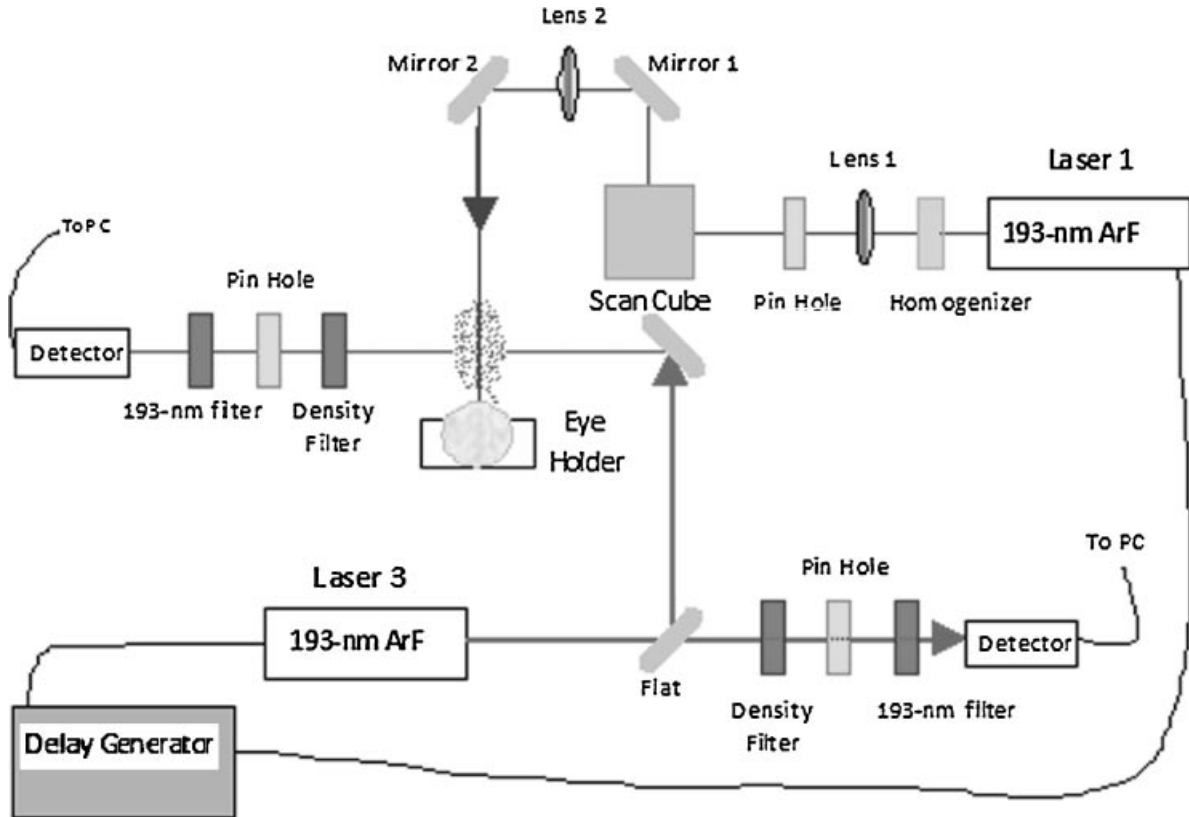 Lens 2
Mirror 2
Mirror 1
Lens 1
Laser 1
193-nm ArF
To PC
Pin Hole
Scan Cube
Pin Hole
Homogenizer
Detector
193-nm filter
Density
Filter
Eye
Holder
To PC
Laser 3
Pin Hole
193-nm ArF
Detector
Flat
Density
Filter
193-nm filter
Delay Generator